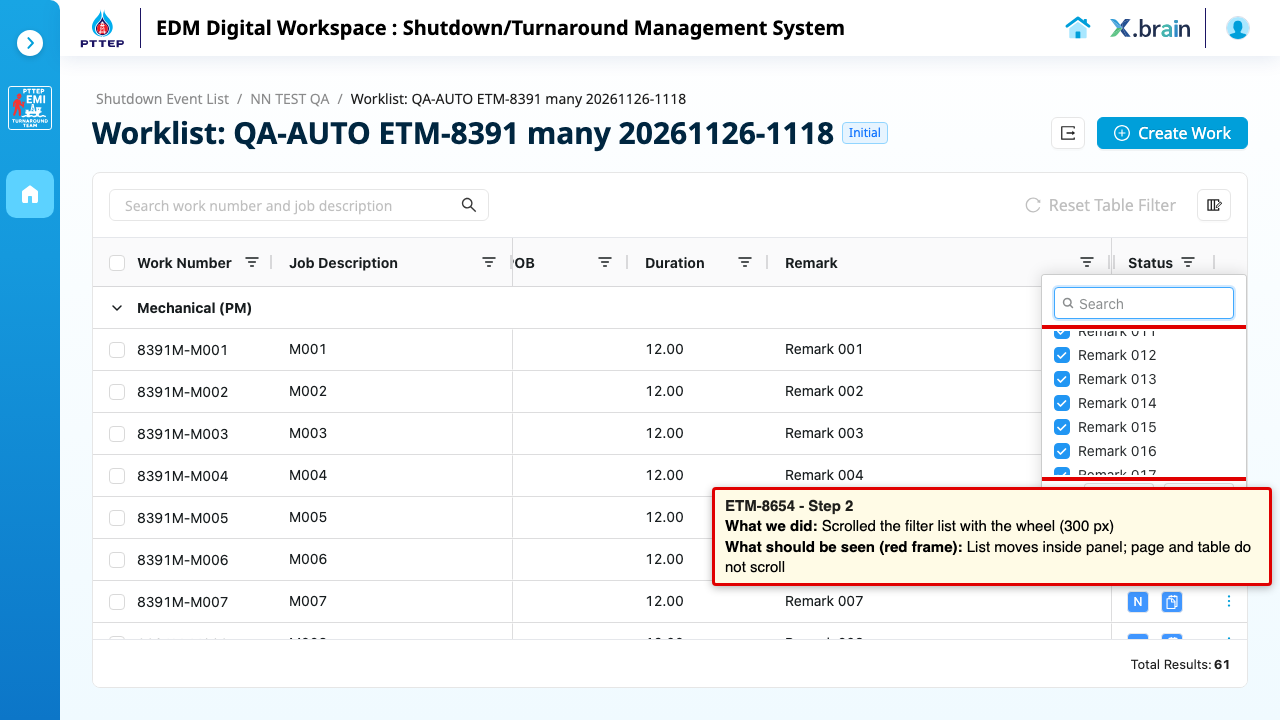 PTTEP
EDM Digital Workspace : Shutdown/Turnaround Management System
X.brain
PTTEP
EMI
TURNAROUND
TEAM
Shutdown Event List / NN TEST QA / Worklist: QA-AUTO ETM-8391 many 20261126-1118
Worklist: QA-AUTO ETM-8391 many 20261126-1118 Initial
Create Work
Search work number and job description
Reset Table Filter
Work Number Job Description POB Duration Remark Status
Search
Mechanical (PM)
Remark 011
8391M-M001 M001 12.00 Remark 001
Remark 012
Remark 013
8391M-M002 M002 12.00 Remark 002
Remark 014
Remark 015
8391M-M003 M003 12.00 Remark 003
Remark 016
8391M-M004 M004 12.00 Remark 004
Remark 017
8391M-M005 M005 12.00
8391M-M006 M006 12.00
ETM-8654 - Step 2
What we did: Scrolled the filter list with the wheel (300 px)
What should be seen (red frame): List moves inside panel; page and table do
not scroll
8391M-M007 M007 12.00 Remark 007 N
Total Results: 61